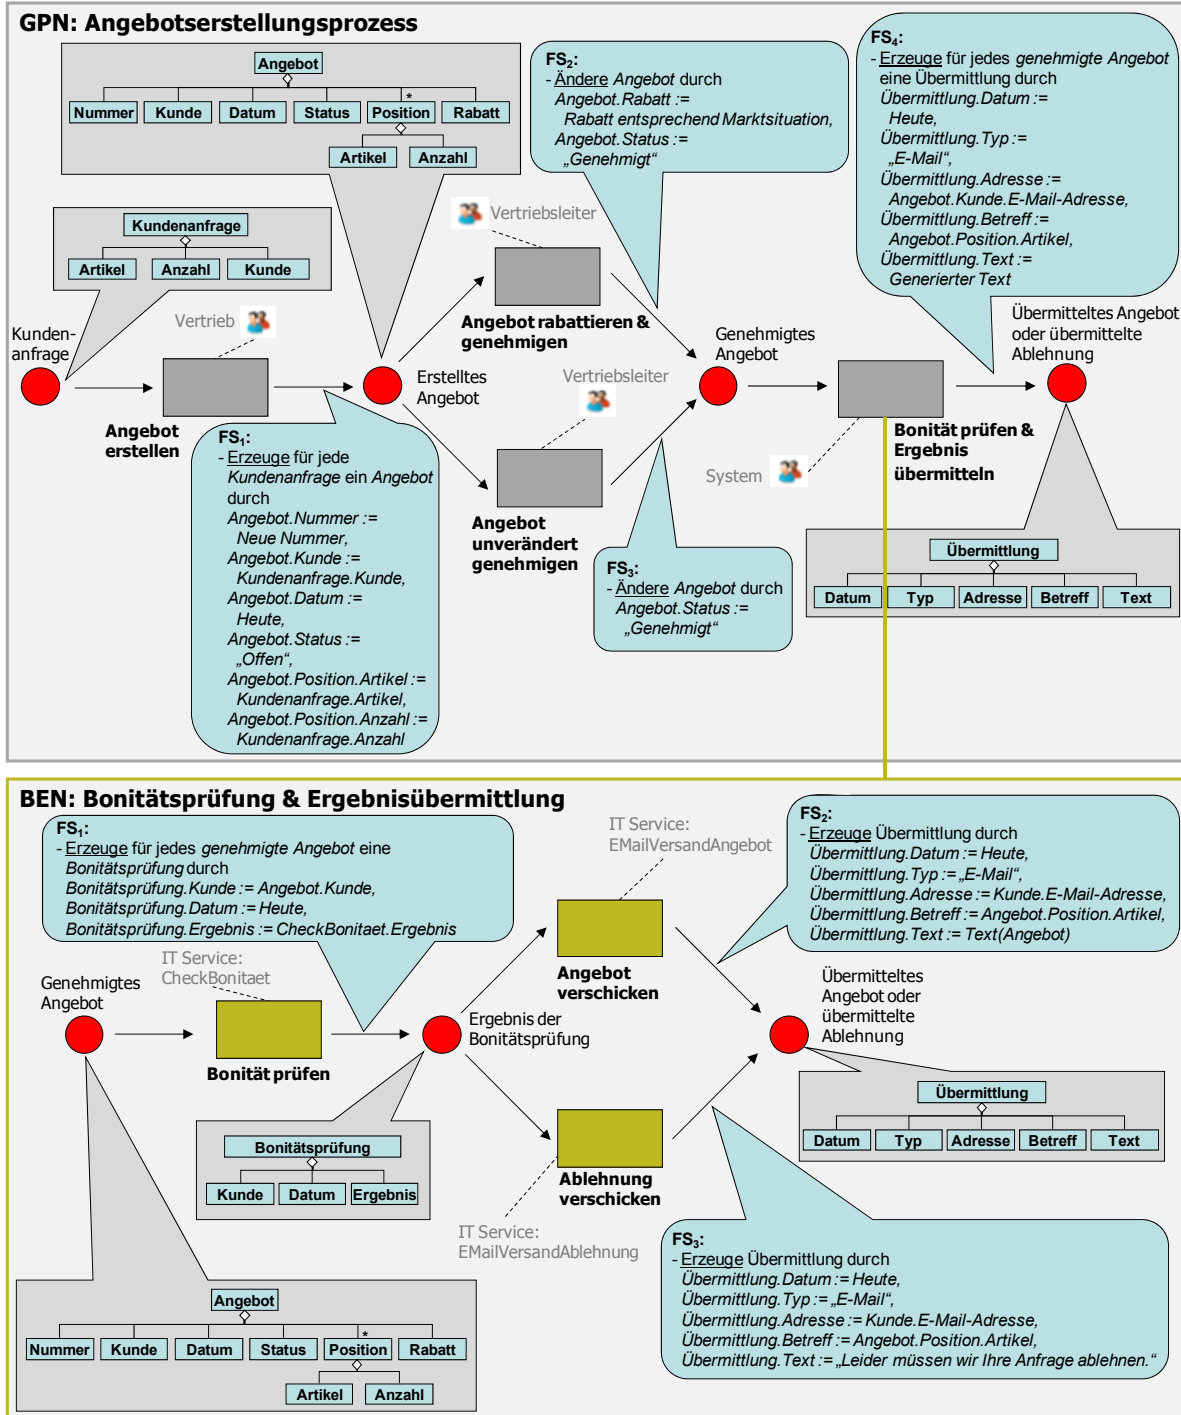 GPN: Angebotserstellungsprozess
Angebot
Nummer Kunde Datum Status * Position Rabatt
Artikel Anzahl
FS2:
- Ändere Angebot durch
Angebot.Rabatt :=
Rabatt entsprechend Marktsituation,
Angebot.Status :=
„Genehmigt“
FS4:
- Erzeuge für jedes genehmigte Angebot
eine Übermittlung durch
Übermittlung.Datum :=
Heute,
Übermittlung.Typ :=
„E-Mail“,
Übermittlung.Adresse :=
Angebot.Kunde.E-Mail-Adresse,
Übermittlung.Betreff :=
Angebot.Position.Artikel,
Übermittlung.Text :=
Generierter Text
Kundenanfrage
Artikel Anzahl Kunde
Vertriebsleiter
Kunden-
anfrage
Vertrieb
Angebot
erstellen
Erstelltes
Angebot
Angebot rabattieren &
genehmigen
Vertriebsleiter
Angebot
unverändert
genehmigen
Genehmigtes
Angebot
System
Bonität prüfen &
Ergebnis
übermitteln
Übermitteltes Angebot
oder übermittelte
Ablehnung
FS1:
- Erzeuge für jede
Kundenanfrage ein Angebot
durch
Angebot.Nummer :=
Neue Nummer,
Angebot.Kunde :=
Kundenanfrage.Kunde,
Angebot.Datum :=
Heute,
Angebot.Status :=
„Offen“,
Angebot.Position.Artikel :=
Kundenanfrage.Artikel,
Angebot.Position.Anzahl :=
Kundenanfrage.Anzahl
FS3:
- Ändere Angebot durch
Angebot.Status :=
„Genehmigt“
Übermittlung
Datum Typ Adresse Betreff Text
BEN: Bonitätsprüfung & Ergebnisübermittlung
FS1:
- Erzeuge für jedes genehmigte Angebot eine
Bonitätsprüfung durch
Bonitätsprüfung.Kunde := Angebot.Kunde,
Bonitätsprüfung.Datum := Heute,
Bonitätsprüfung.Ergebnis := CheckBonitaet.Ergebnis
IT Service:
EMailVersandAngebot
FS2:
- Erzeuge Übermittlung durch
Übermittlung.Datum := Heute,
Übermittlung.Typ := „E-Mail“,
Übermittlung.Adresse := Kunde.E-Mail-Adresse,
Übermittlung.Betreff := Angebot.Position.Artikel,
Übermittlung.Text := Text(Angebot)
Genehmigtes
Angebot
IT Service:
CheckBonitaet
Bonität prüfen
Ergebnis der
Bonitätsprüfung
Angebot
verschicken
Übermitteltes
Angebot oder
übermittelte
Ablehnung
Übermittlung
Datum Typ Adresse Betreff Text
Bonitätsprüfung
Kunde Datum Ergebnis
Ablehnung
verschicken
IT Service:
EMailVersandAblehnung
FS3:
- Erzeuge Übermittlung durch
Übermittlung.Datum := Heute,
Übermittlung.Typ := „E-Mail“,
Übermittlung.Adresse := Kunde.E-Mail-Adresse,
Übermittlung.Betreff := Angebot.Position.Artikel,
Übermittlung.Text := „Leider müssen wir Ihre Anfrage ablehnen.“
Angebot
Nummer Kunde Datum Status * Position Rabatt
Artikel Anzahl